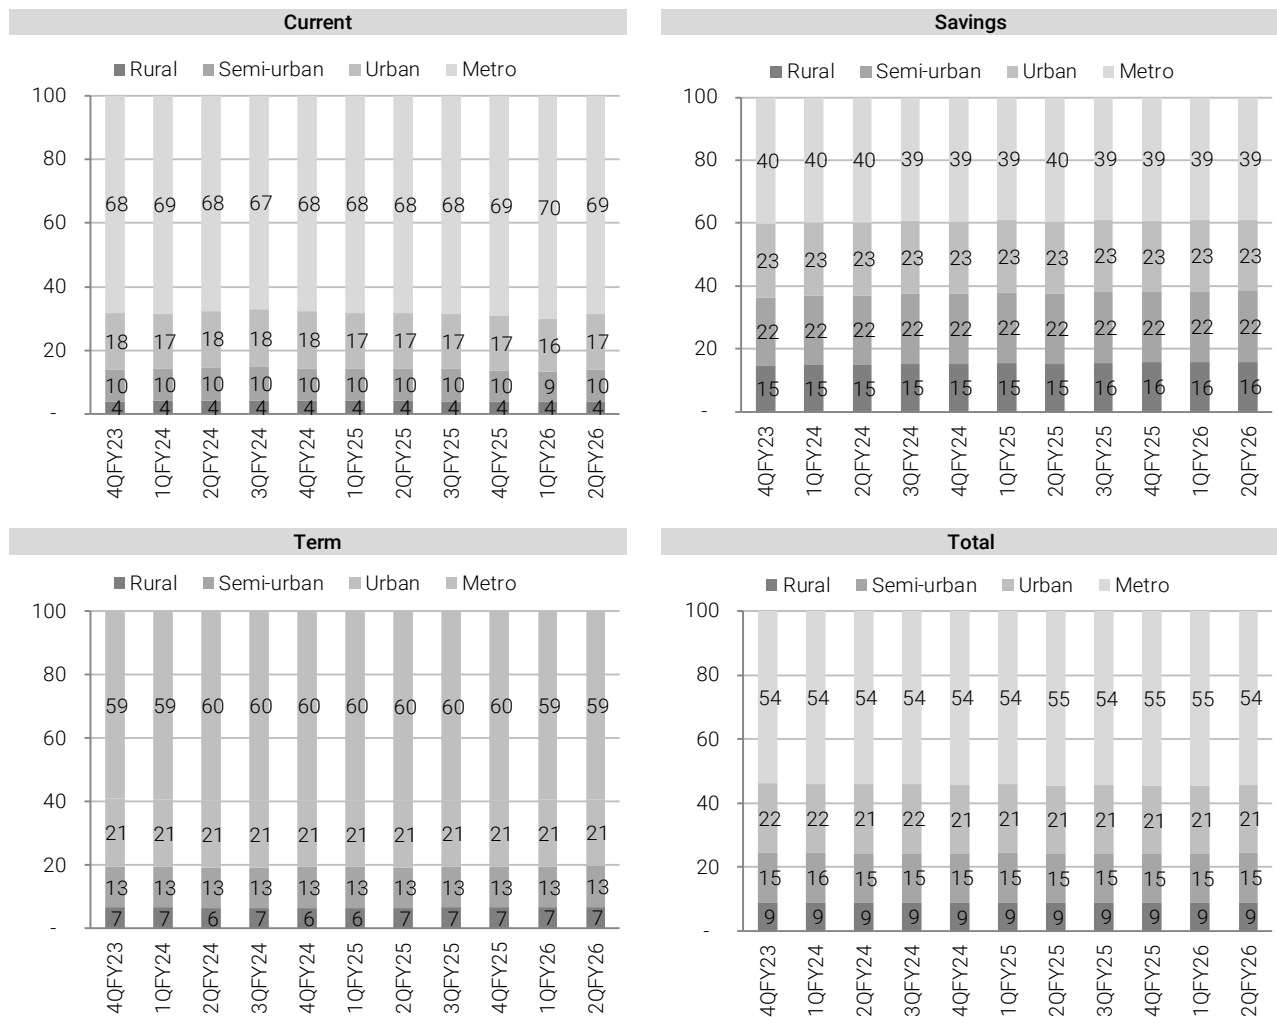 Current
Rural Semi-urban Urban Metro
100
80
60
40
20
-
68 69 68 67 68 68 68 68 69 70 69
18 17 18 18 18 17 17 17 17 16 17
10 10 10 10 10 10 10 10 10 9 10
4 4 4 4 4 4 4 4 4 4 4
4QFY23 1QFY24 2QFY24 3QFY24 4QFY24 1QFY25 2QFY25 3QFY25 4QFY25 1QFY26 2QFY26
Savings
Rural Semi-urban Urban Metro
100
80
60
40
20
-
40 40 40 39 39 39 40 39 39 39 39
23 23 23 23 23 23 23 23 23 23 23
22 22 22 22 22 22 22 22 22 22 22
15 15 15 15 15 15 15 16 16 16 16
4QFY23 1QFY24 2QFY24 3QFY24 4QFY24 1QFY25 2QFY25 3QFY25 4QFY25 1QFY26 2QFY26
Term
Rural Semi-urban Urban Metro
100
80
60
40
20
-
59 59 60 60 60 60 60 60 60 59 59
21 21 21 21 21 21 21 21 21 21 21
13 13 13 13 13 13 13 13 13 13 13
7 7 6 7 6 6 7 7 7 7 7
4QFY23 1QFY24 2QFY24 3QFY24 4QFY24 1QFY25 2QFY25 3QFY25 4QFY25 1QFY26 2QFY26
Total
Rural Semi-urban Urban Metro
100
80
60
40
20
-
54 54 54 54 54 54 55 54 55 55 54
22 22 21 22 21 21 21 21 21 21 21
15 16 15 15 15 15 15 15 15 15 15
9 9 9 9 9 9 9 9 9 9 9
4QFY23 1QFY24 2QFY24 3QFY24 4QFY24 1QFY25 2QFY25 3QFY25 4QFY25 1QFY26 2QFY26